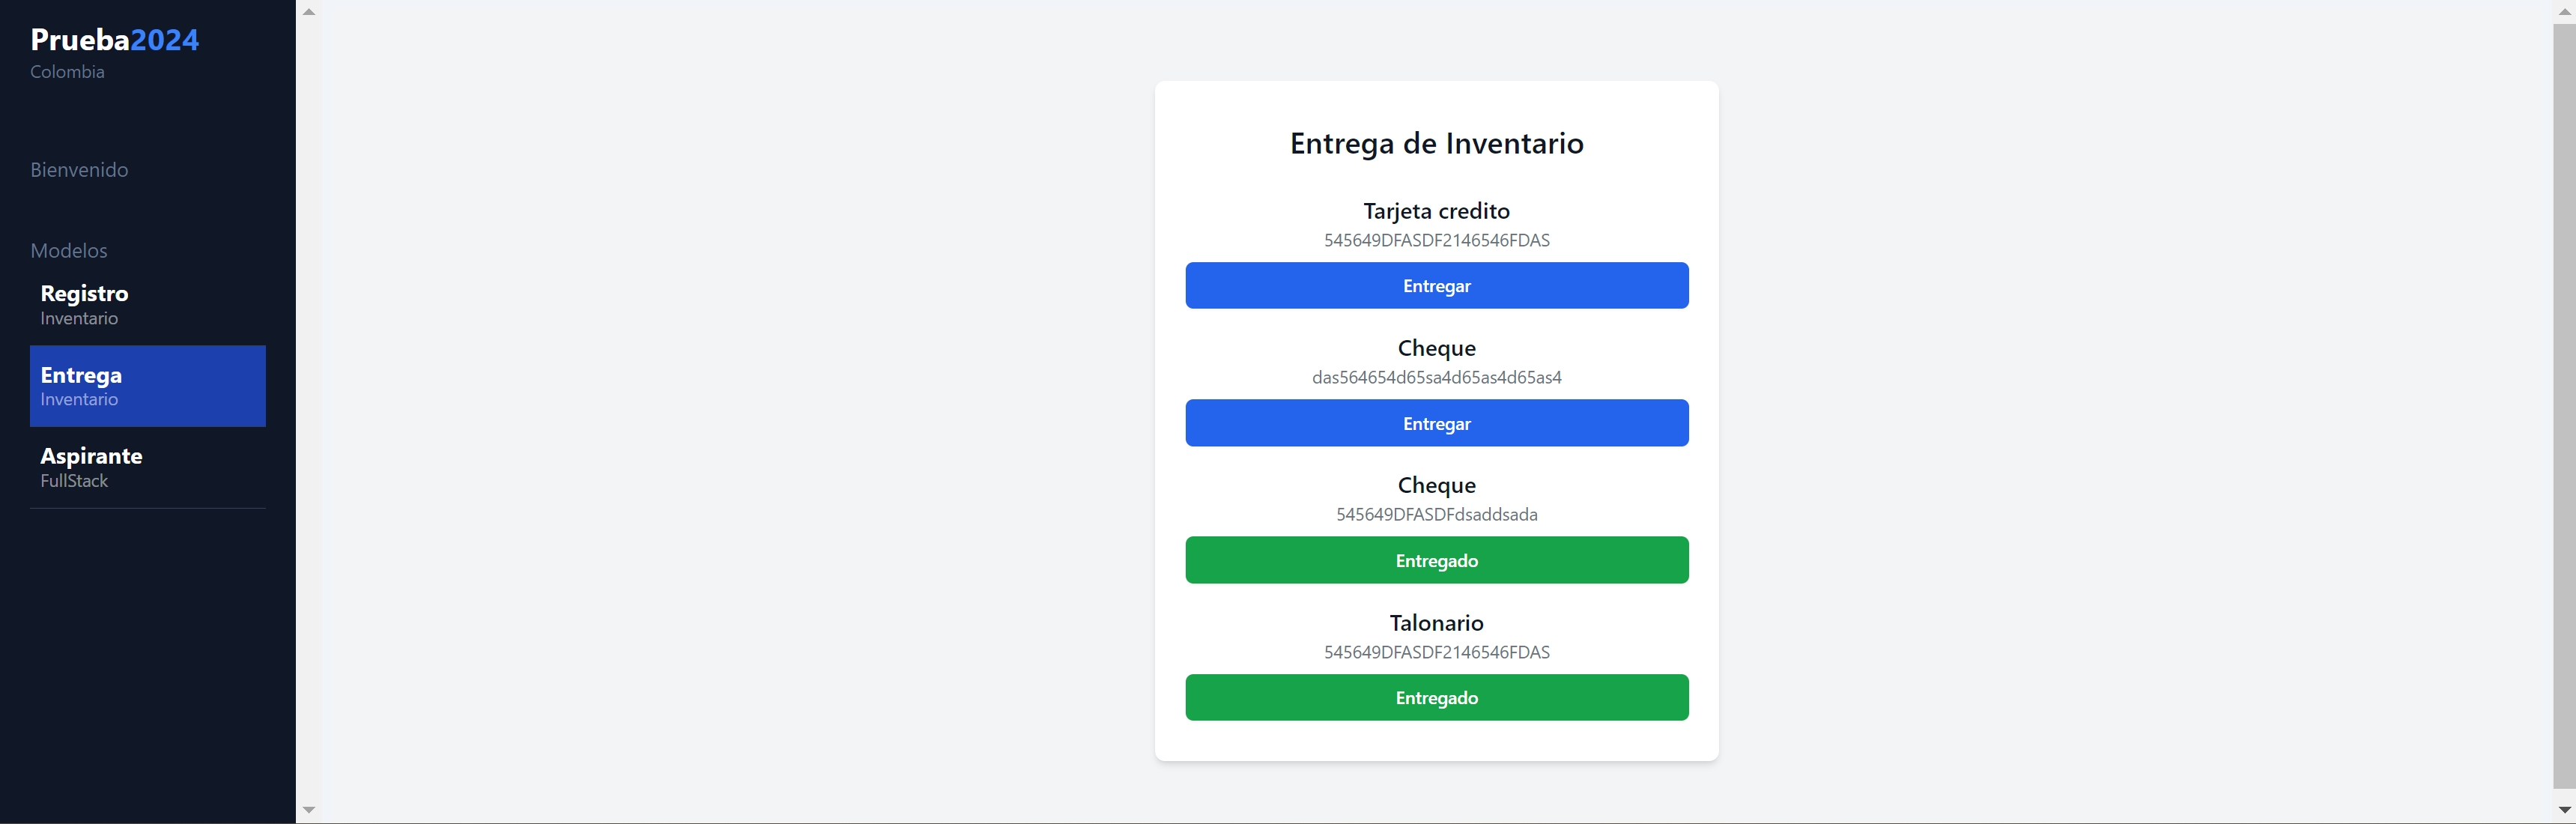 Prueba2024
Colombia
Bienvenido
Modelos
Registro
Inventario
Entrega
Inventario
Aspirante
FullStack
Entrega de Inventario
Tarjeta credito
545649DFASDF2146546FDAS
Entregar
Cheque
das564654d65sa4d65as4d65as4
Entregar
Cheque
545649DFASDFdsaddsada
Entregado
Talonario
545649DFASDF2146546FDAS
Entregado